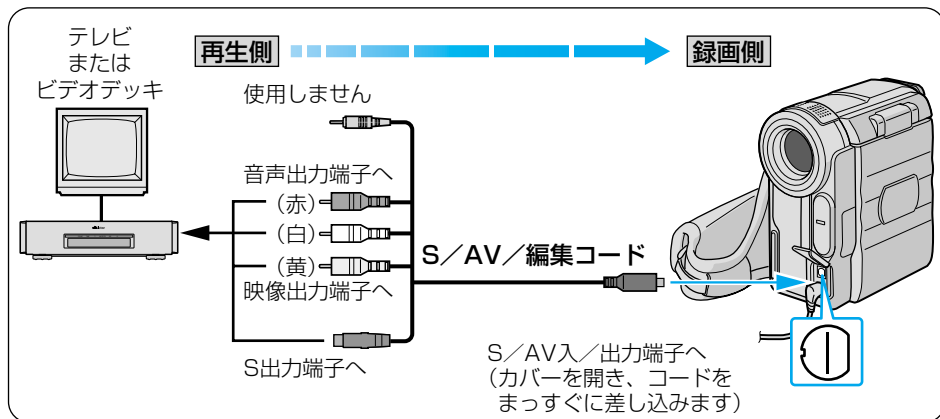 テレビ
または
ビデオデッキ
再生側
録画側
使用しません
音声出力端子へ
(赤)
(白)
(黄)
映像出力端子へ
S出力端子へ
S/AV/編集コード
S/AV入/出力端子へ
(カバーを開き、コードを
まっすぐに差し込みます)